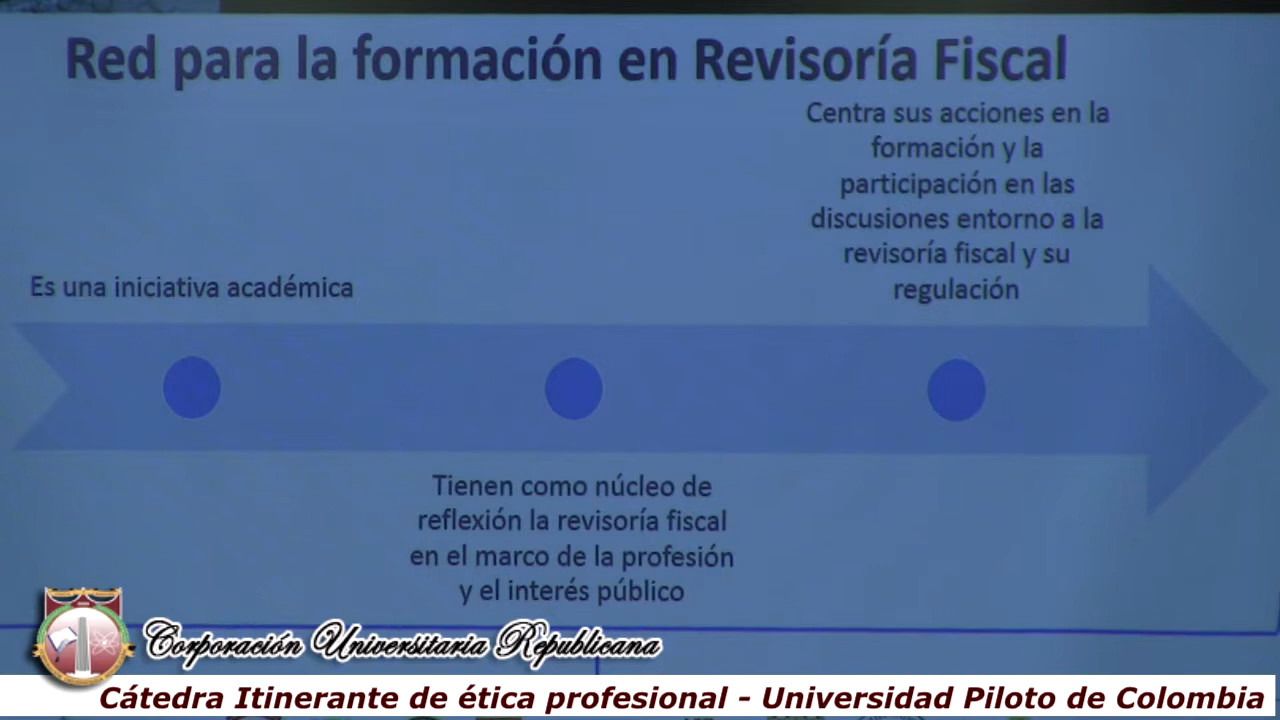 Red para la formación en Revisoría Fiscal
Centra sus acciones en la
formación y la
participación en las
discusiones entorno a la
revisoría fiscal y su
regulación
Es una iniciativa académica
Tienen como núcleo de
reflexión la revisoría fiscal
en el marco de la profesión
y el interés público
Corporación Universitaria Republicana
Cátedra Itinerante de ética profesional - Universidad Piloto de Colombia